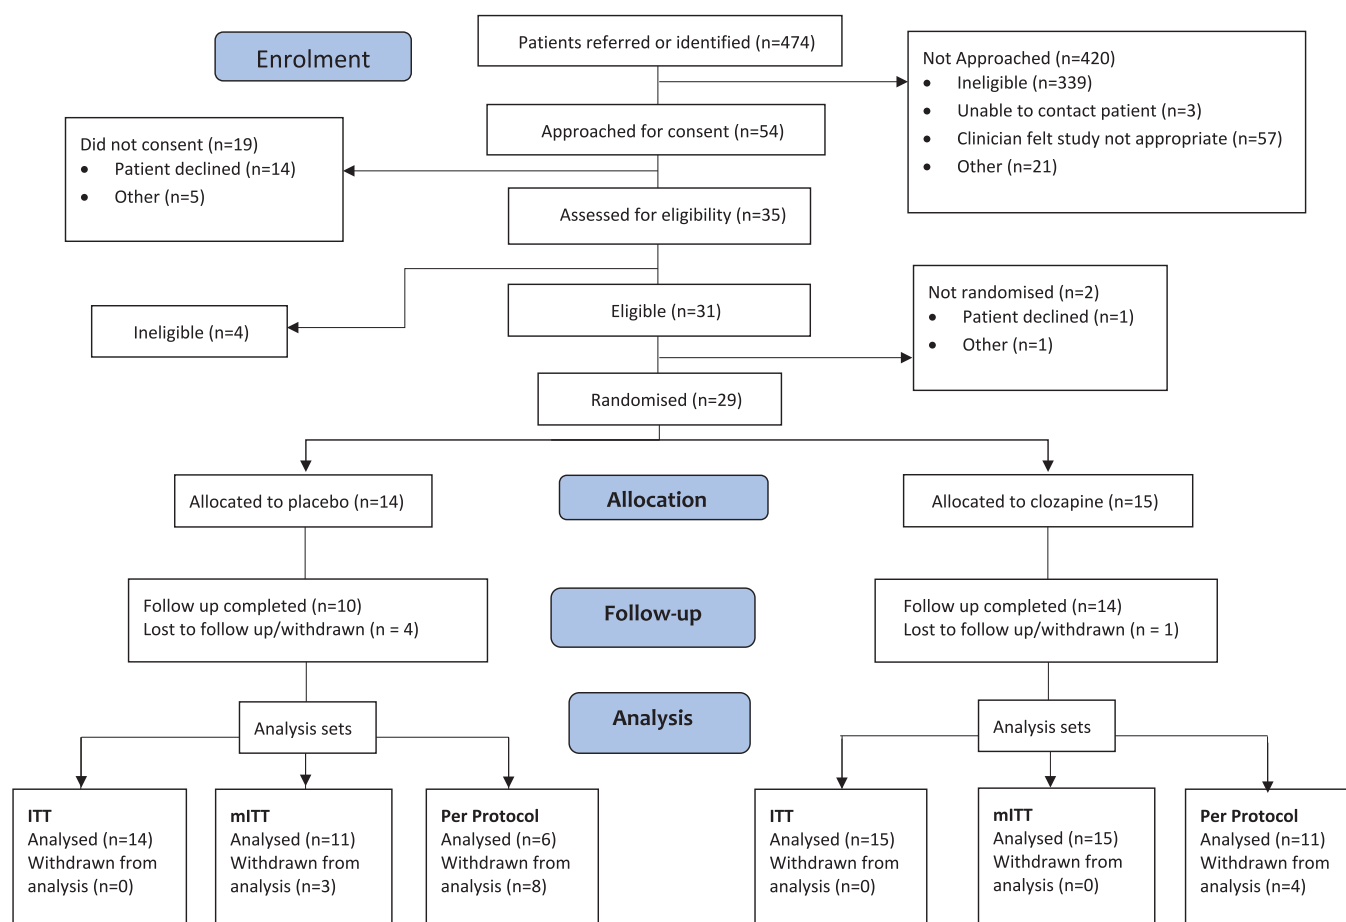 Enrolment
Patients referred or identified (n=474)
Not Approached (n=420)
• Ineligible (n=339)
• Unable to contact patient (n=3)
• Clinician felt study not appropriate (n=57)
• Other (n=21)
Approached for consent (n=54)
Did not consent (n=19)
• Patient declined (n=14)
• Other (n=5)
Assessed for eligibility (n=35)
Ineligible (n=4)
Eligible (n=31)
Not randomised (n=2)
• Patient declined (n=1)
• Other (n=1)
Randomised (n=29)
Allocation
Allocated to placebo (n=14)
Allocated to clozapine (n=15)
Follow-up
Follow up completed (n=10)
Lost to follow up/withdrawn (n = 4)
Follow up completed (n=14)
Lost to follow up/withdrawn (n = 1)
Analysis
Analysis sets
Analysis sets
ITT
Analysed (n=14)
Withdrawn from
analysis (n=0)
mITT
Analysed (n=11)
Withdrawn from
analysis (n=3)
Per Protocol
Analysed (n=6)
Withdrawn from
analysis (n=8)
ITT
Analysed (n=15)
Withdrawn from
analysis (n=0)
mITT
Analysed (n=15)
Withdrawn from
analysis (n=0)
Per Protocol
Analysed (n=11)
Withdrawn from
analysis (n=4)